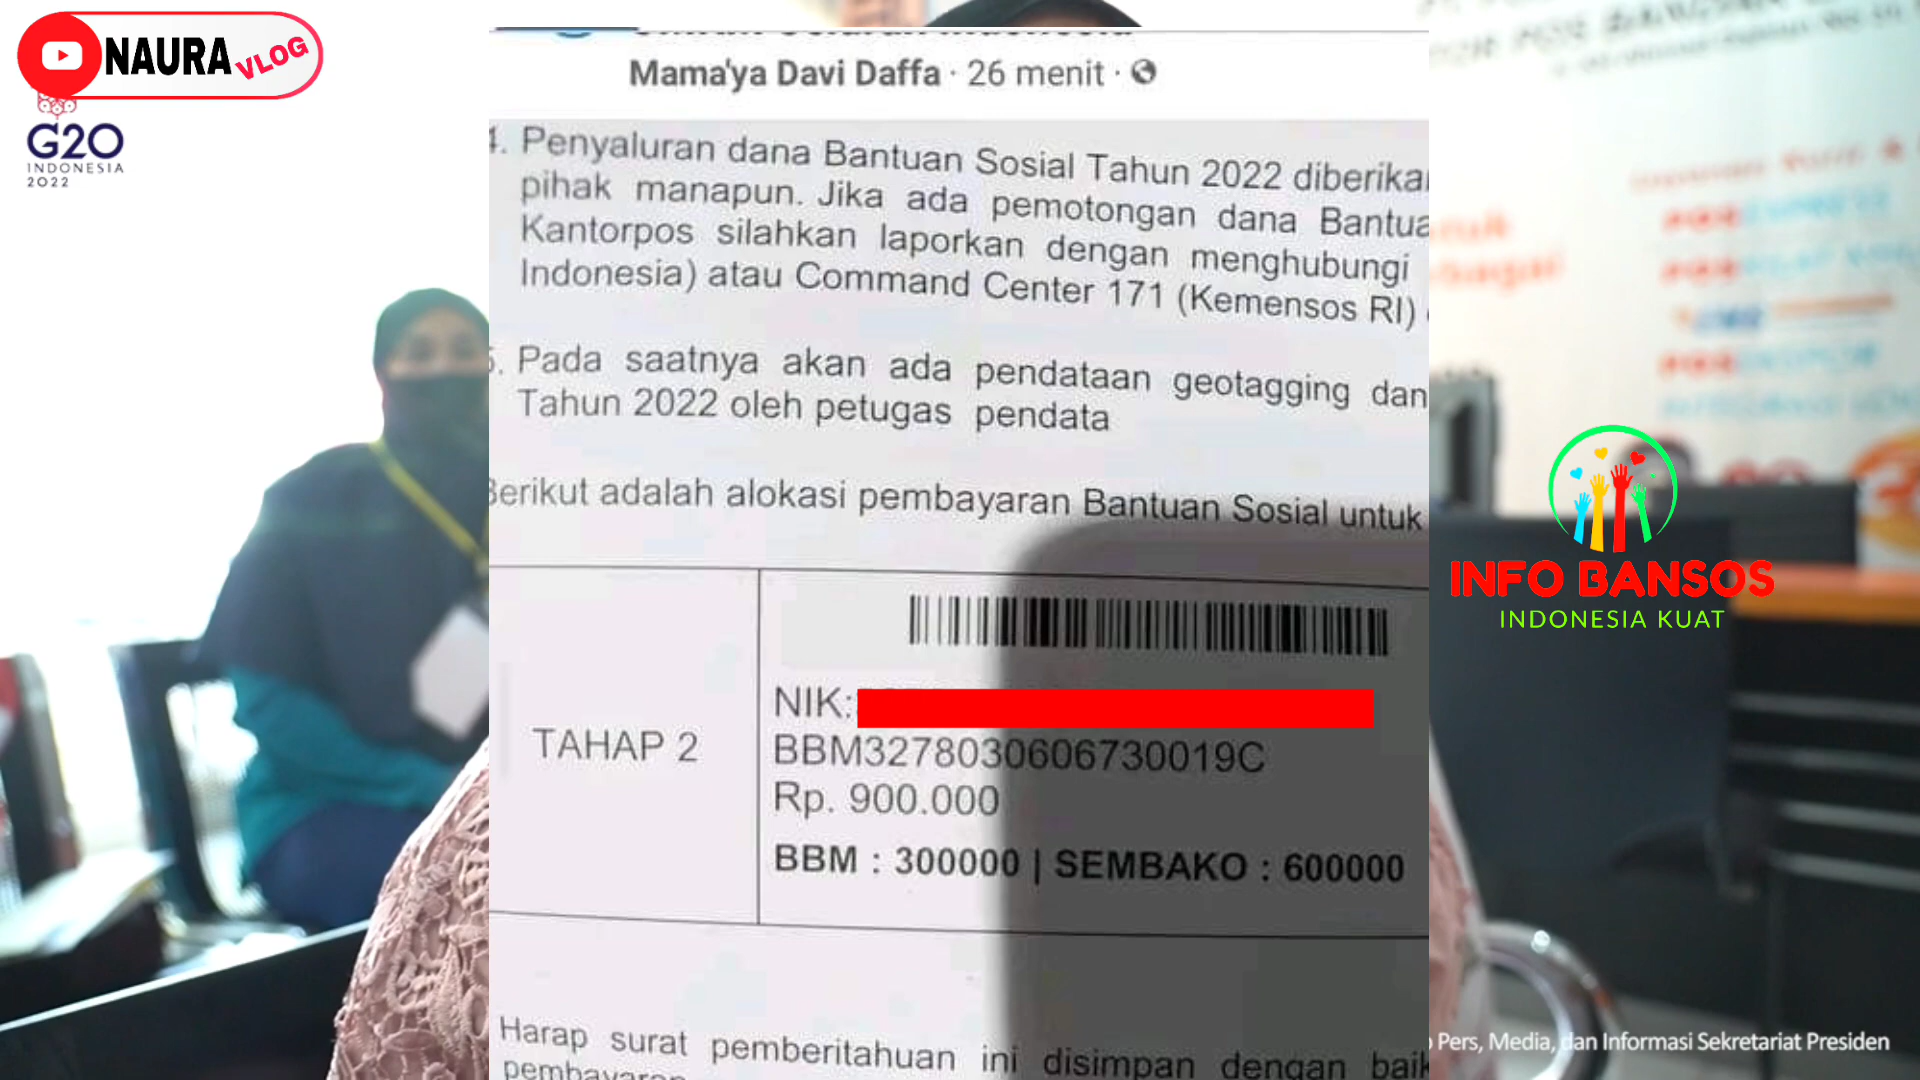 NAURA VLOG
G20
INDONESIA
2022
Mama'ya Davi Daffa · 26 menit ·
4. Penyaluran dana Bantuan Sosial Tahun 2022 diberikan
pihak manapun. Jika ada pemotongan dana Bantua
Kantorpos silahkan laporkan dengan menghubungi
Indonesia) atau Command Center 171 (Kemensos RI)
5. Pada saatnya akan ada pendataan geotagging dan
Tahun 2022 oleh petugas pendata
Berikut adalah alokasi pembayaran Bantuan Sosial untuk
TAHAP 2
NIK:
BBM3278030606730019C
Rp. 900.000
BBM : 300000 | SEMBAKO : 600000
Harap surat pemberitahuan ini disimpan dengan baik
pembayaran
INFO BANSOS
INDONESIA KUAT
Pers, Media, dan Informasi Sekretariat Presiden